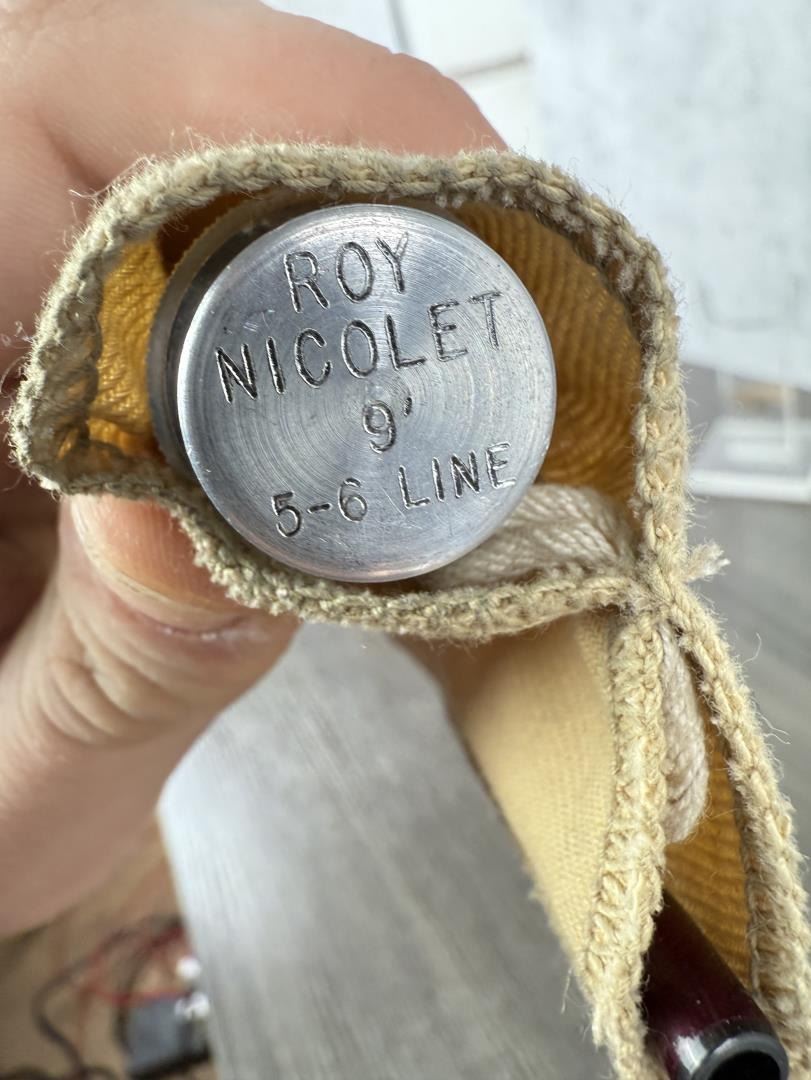 ROY
NICOLET
9'
5-6 LINE